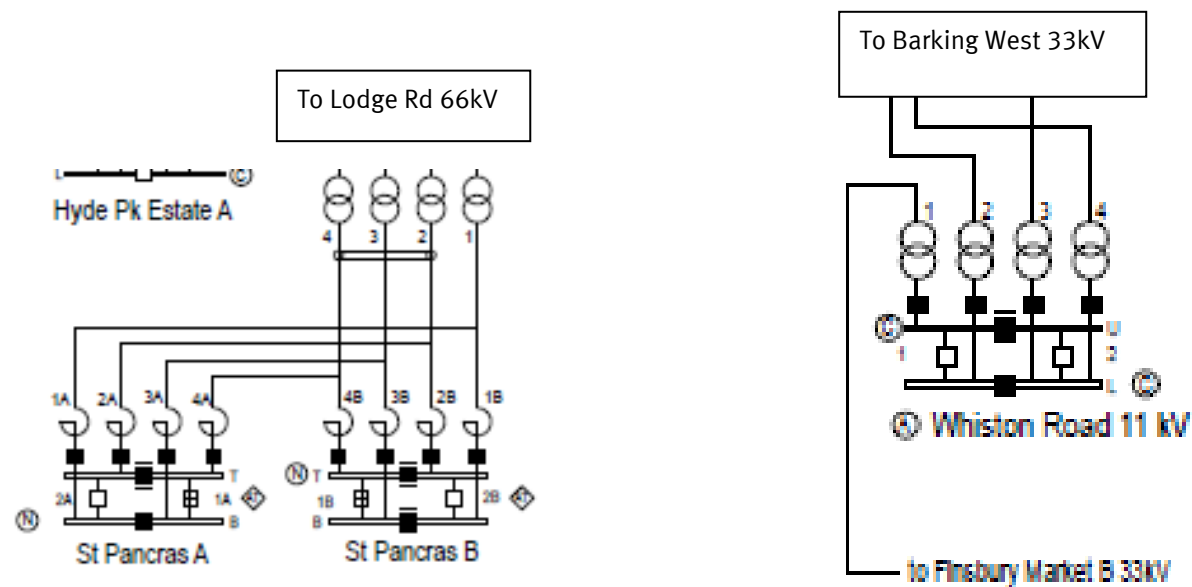 To Lodge Rd 66kV
L C
Hyde Pk Estate A
4 3 2 1
1A 2A 3A 4A 4B 3B 2B 1B
T N T
2A 1A AT 1B 2B AT
N B B
St Pancras A St Pancras B
To Barking West 33kV
1 2 3 4
U
1 2
L C
Whiston Road 11 kV
to Finsbury Market B 33kV